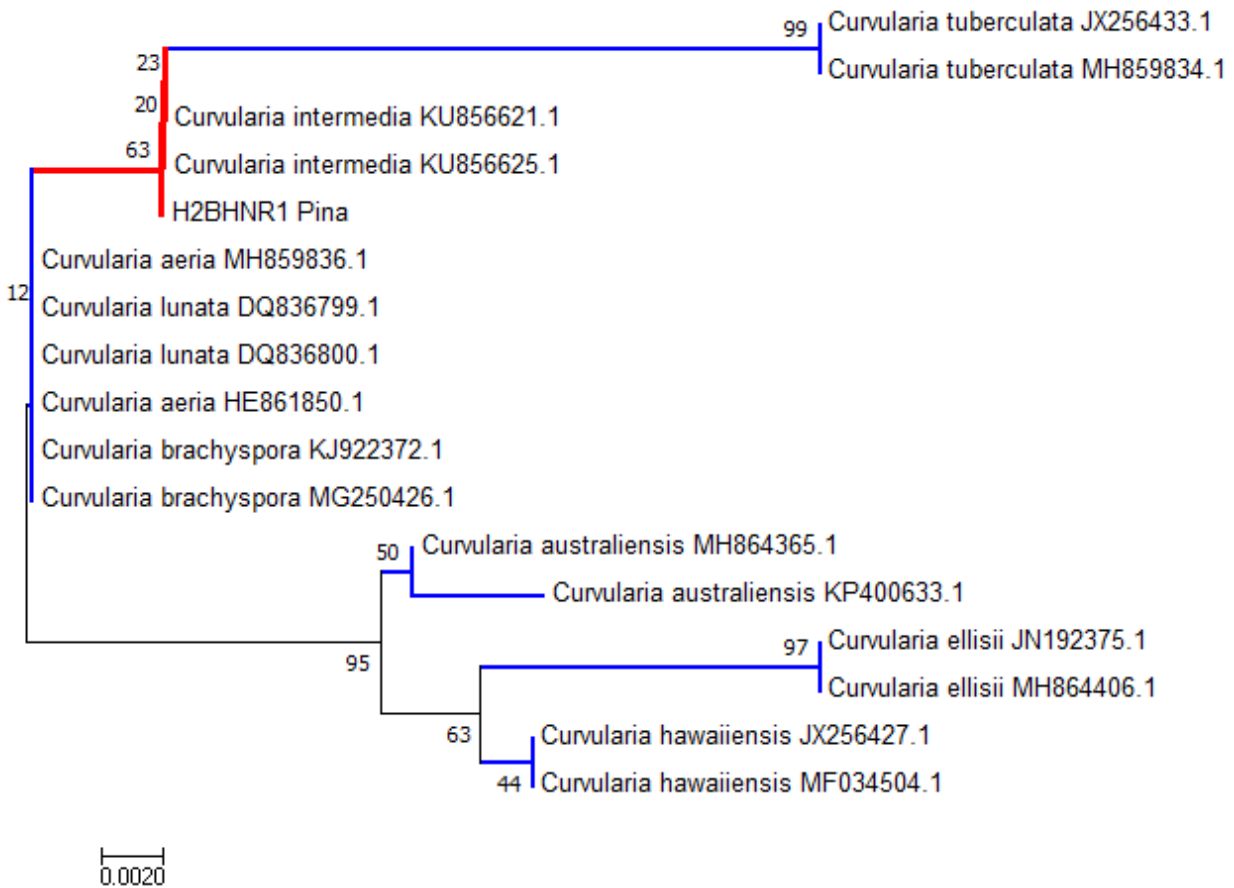 99
Curvularia tuberculata JX256433.1
Curvularia tuberculata MH859834.1
23
20
Curvularia intermedia KU856621.1
63
Curvularia intermedia KU856625.1
H2BHNR1 Pina
Curvularia aeria MH859836.1
12
Curvularia lunata DQ836799.1
Curvularia lunata DQ836800.1
Curvularia aeria HE861850.1
Curvularia brachyspora KJ922372.1
Curvularia brachyspora MG250426.1
50
Curvularia australiensis MH864365.1
Curvularia australiensis KP400633.1
95
97
Curvularia ellisii JN192375.1
Curvularia ellisii MH864406.1
63
Curvularia hawaiiensis JX256427.1
44
Curvularia hawaiiensis MF034504.1
0.0020